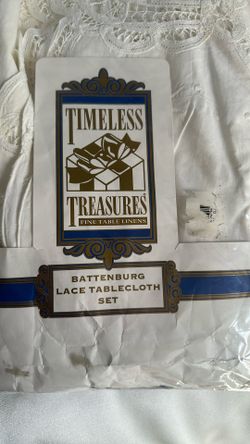 TIMELESS
TREASURES
FINE TABLE LINENS
BATTENBURG
LACE TABLECLOTH
SET